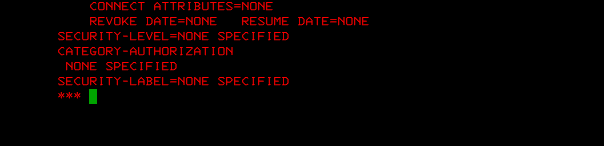 CONNECT ATTRIBUTES=NONE
REVOKE DATE=NONE   RESUME DATE=NONE
SECURITY-LEVEL=NONE SPECIFIED
CATEGORY-AUTHORIZATION
NONE SPECIFIED
SECURITY-LABEL=NONE SPECIFIED
***